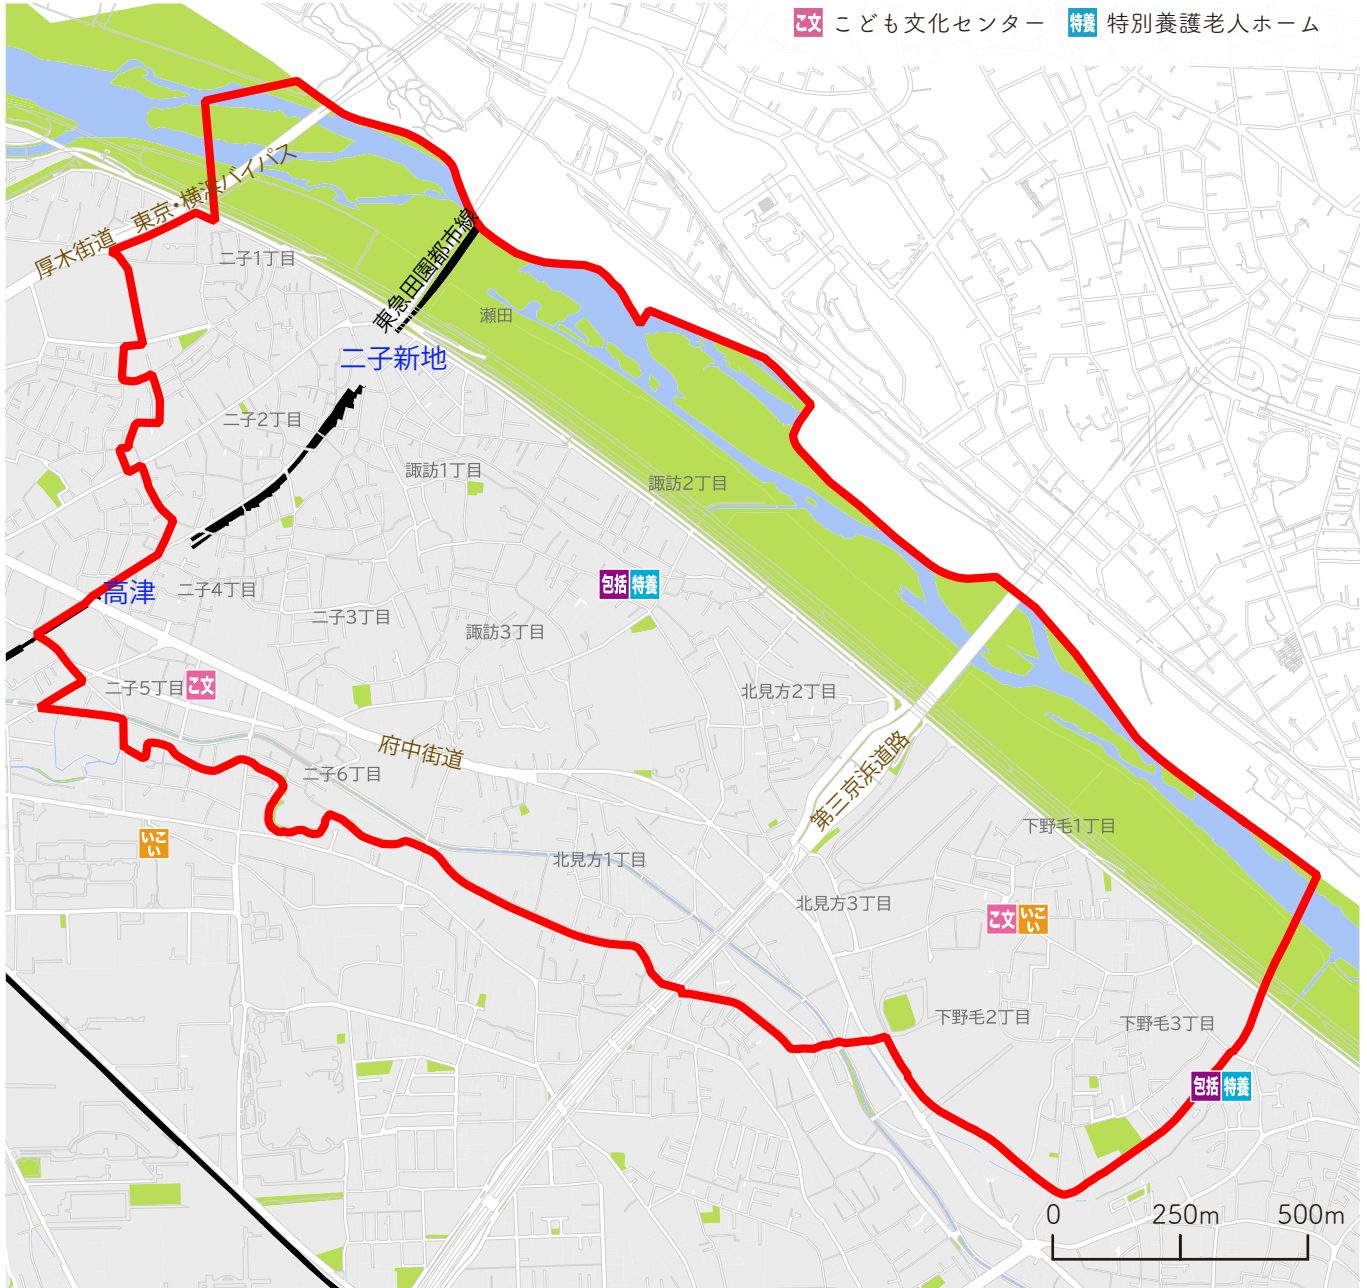 こ文 こども文化センター 特養 特別養護老人ホーム
東京・横浜バイパス
厚木街道
二子1丁目
東急田園都市線
瀬田
二子新地
二子2丁目
諏訪1丁目
諏訪2丁目
高津
二子4丁目
二子3丁目
包括 特養
諏訪3丁目
二子5丁目 こ文
北見方2丁目
府中街道
二子6丁目
第三京浜道路
いこい
北見方1丁目
下野毛1丁目
北見方3丁目
こ文 いこい
下野毛2丁目
下野毛3丁目
包括 特養
0 250m 500m